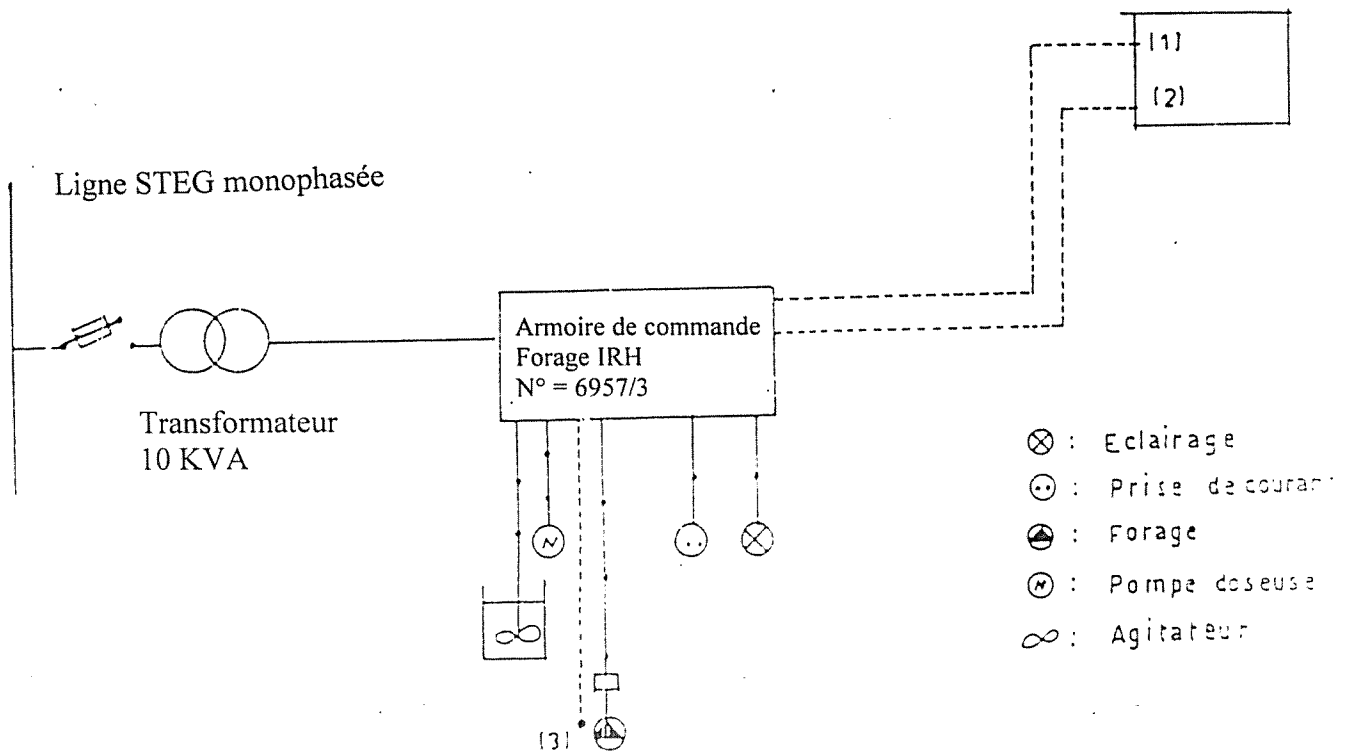 (1)
(2)
Ligne STEG monophasée
Armoire de commande
Forage IRH
N° = 6957/3
Transformateur
10 KVA
: Eclairage
: Prise de courant
: Forage
: Pompe doseuse
: Agitateur
(3)